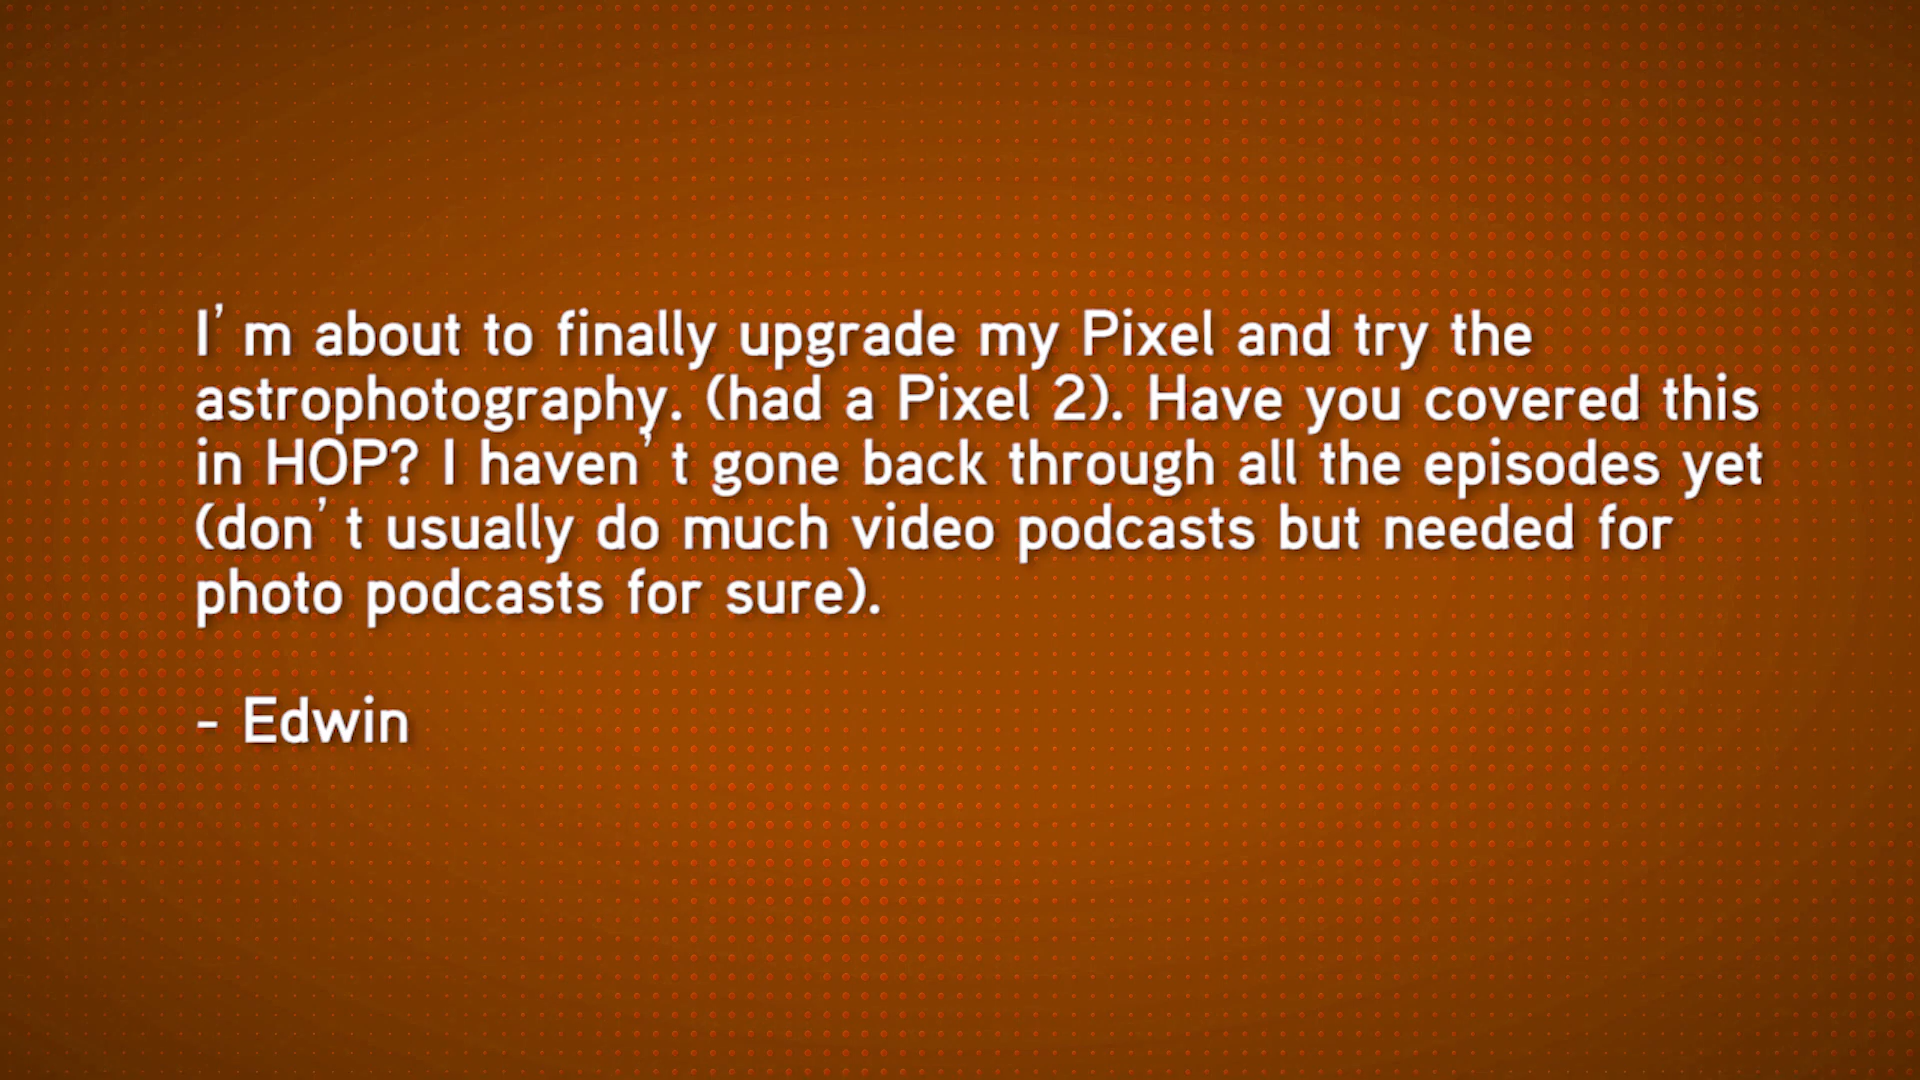 I’m about to finally upgrade my Pixel and try the
astrophotography. (had a Pixel 2). Have you covered this
in HOP? I haven’t gone back through all the episodes yet
(don’t usually do much video podcasts but needed for
photo podcasts for sure).
- Edwin